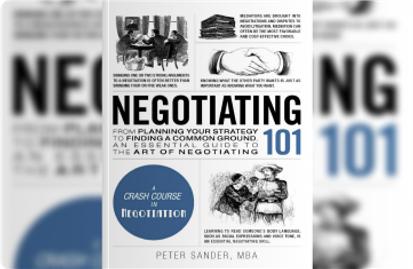 MEDIATORS ARE BROUGHT INTO
NEGOTIATIONS AND DISPUTES TO
AVOID LITIGATION. MEDIATION CAN
OFTEN BE THE MOST FAVORABLE
AND COST-EFFECTIVE CHOICE.
BRINGING ONE OR TWO STRONG ARGUMENTS
TO A NEGOTIATION IS OFTEN BETTER THAN
BRINGING FOUR OR FIVE WEAK ONES.
KNOWING WHAT THE OTHER PARTY WANTS IS JUST AS
IMPORTANT AS KNOWING WHAT YOU WANT.
NEGOTIATING
101
FROM PLANNING YOUR STRATEGY
TO FINDING A COMMON GROUND,
AN ESSENTIAL GUIDE TO
THE ART OF NEGOTIATING
A
CRASH COURSE
IN
NEGOTIATION
LEARNING TO READ SOMEONE'S BODY LANGUAGE,
SUCH AS FACIAL EXPRESSIONS AND VOICE TONE, IS
AN ESSENTIAL NEGOTIATING SKILL.
PETER SANDER, MBA